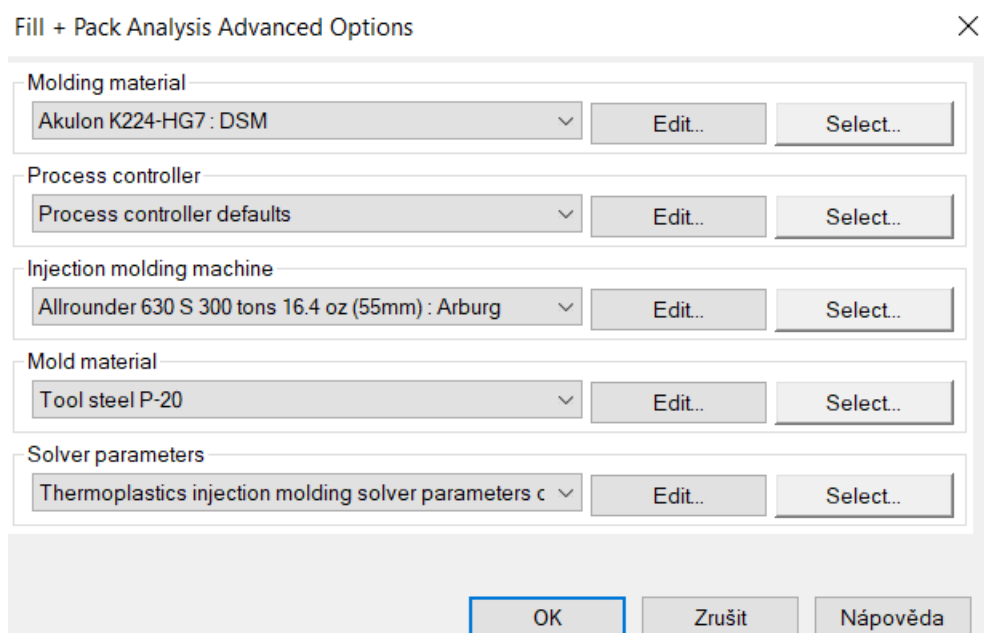 Fill + Pack Analysis Advanced Options
Molding material
Akulon K224-HG7 : DSM Edit... Select...
Process controller
Process controller defaults Edit... Select...
Injection molding machine
Allrounder 630 S 300 tons 16.4 oz (55mm) : Arburg Edit... Select...
Mold material
Tool steel P-20 Edit... Select...
Solver parameters
Thermoplastics injection molding solver parameters Edit... Select...
OK Zrušit Nápověda